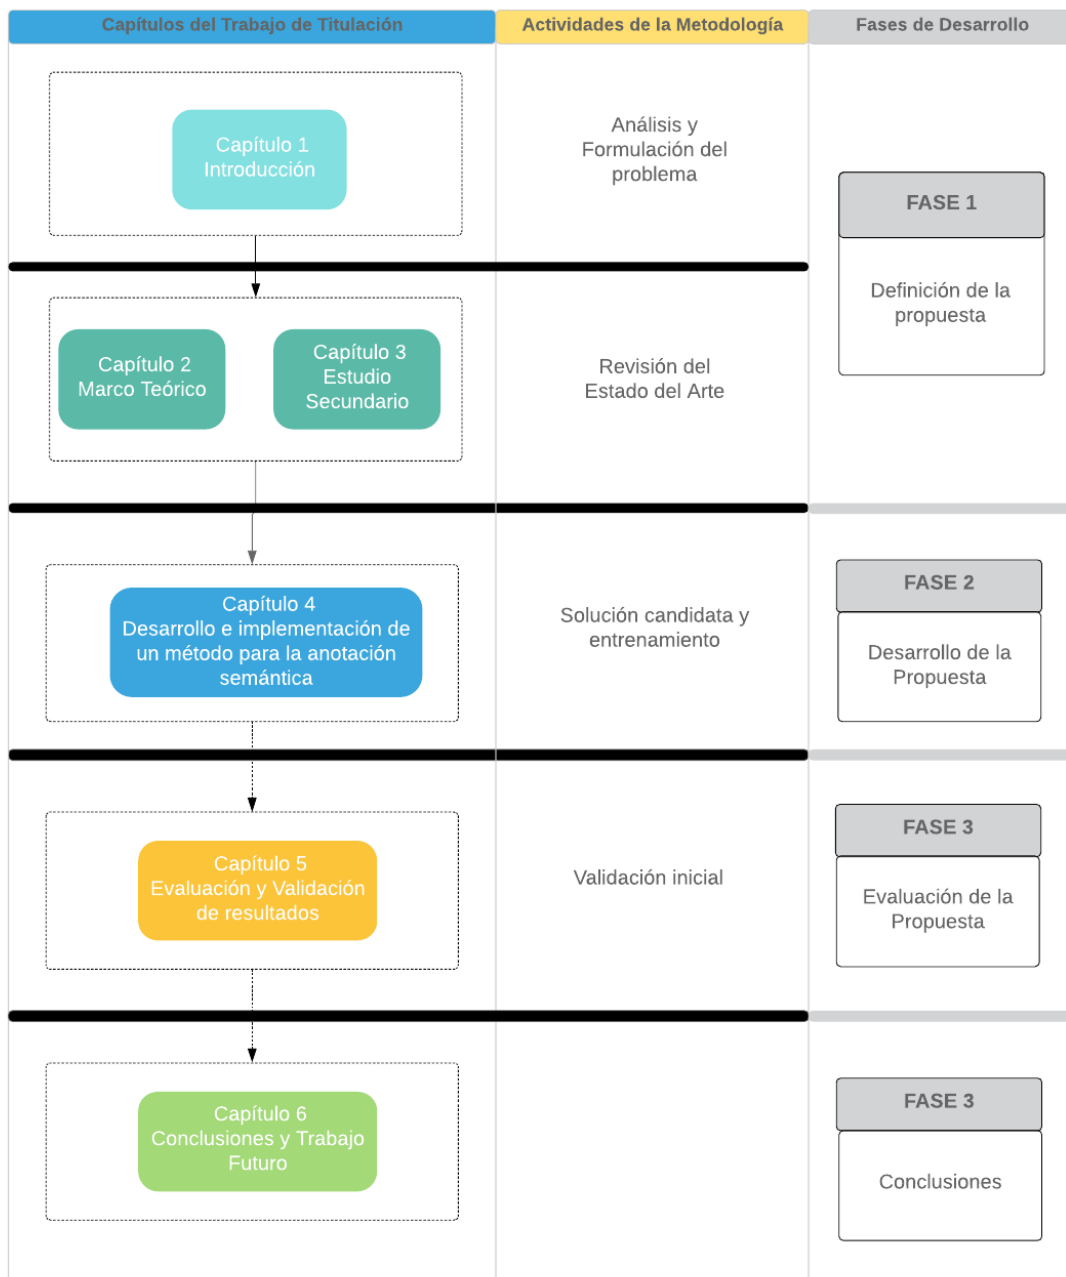 Capítulos del Trabajo de Titulación
Actividades de la Metodología
Fases de Desarrollo
Capítulo 1
Introducción
Análisis y
Formulación del
problema
FASE 1
Definición de la
propuesta
Capítulo 2
Marco Teórico
Capítulo 3
Estudio
Secundario
Revisión del
Estado del Arte
Capítulo 4
Desarrollo e implementación de
un método para la anotación
semántica
Solución candidata y
entrenamiento
FASE 2
Desarrollo de la
Propuesta
Capítulo 5
Evaluación y Validación
de resultados
Validación inicial
FASE 3
Evaluación de la
Propuesta
Capítulo 6
Conclusiones y Trabajo
Futuro
FASE 3
Conclusiones